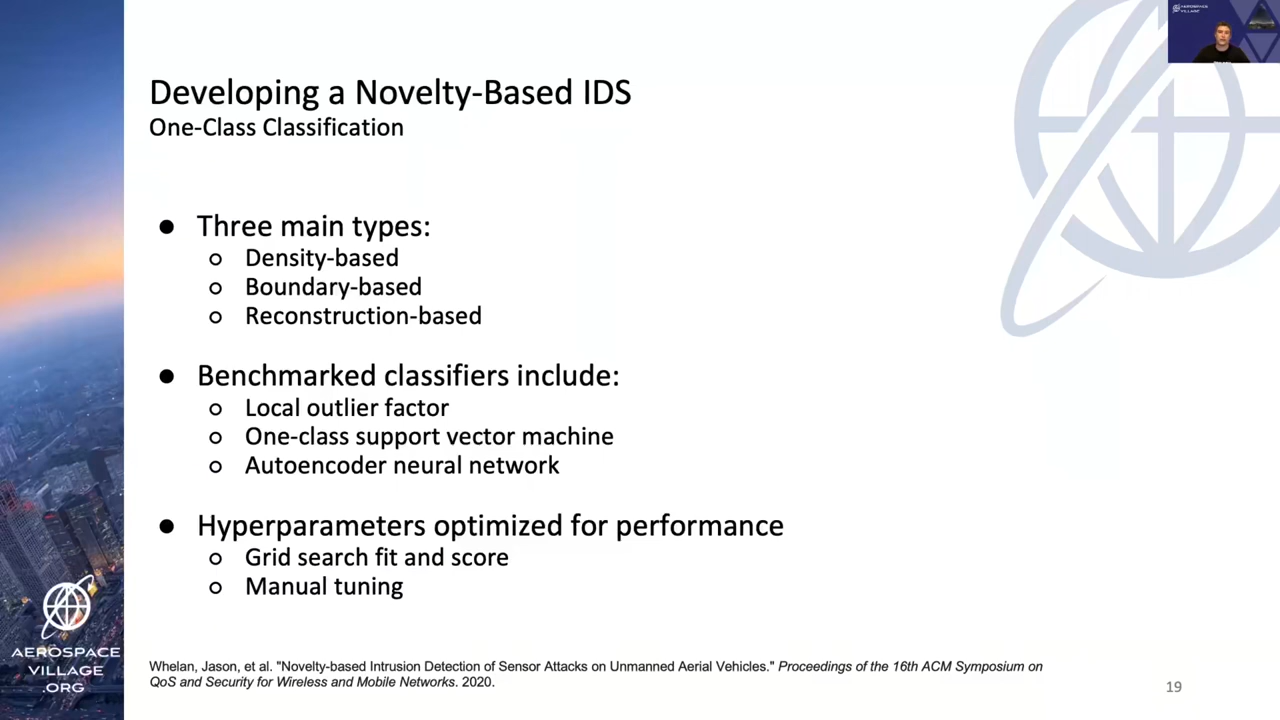 AEROSPACE
VILLAGE
Developing a Novelty-Based IDS
One-Class Classification
● Three main types:
○ Density-based
○ Boundary-based
○ Reconstruction-based
● Benchmarked classifiers include:
○ Local outlier factor
○ One-class support vector machine
○ Autoencoder neural network
● Hyperparameters optimized for performance
○ Grid search fit and score
○ Manual tuning
AEROSPACE
VILLAGE
.ORG
Whelan, Jason, et al. "Novelty-based Intrusion Detection of Sensor Attacks on Unmanned Aerial Vehicles." Proceedings of the 16th ACM Symposium on
QoS and Security for Wireless and Mobile Networks. 2020.
19